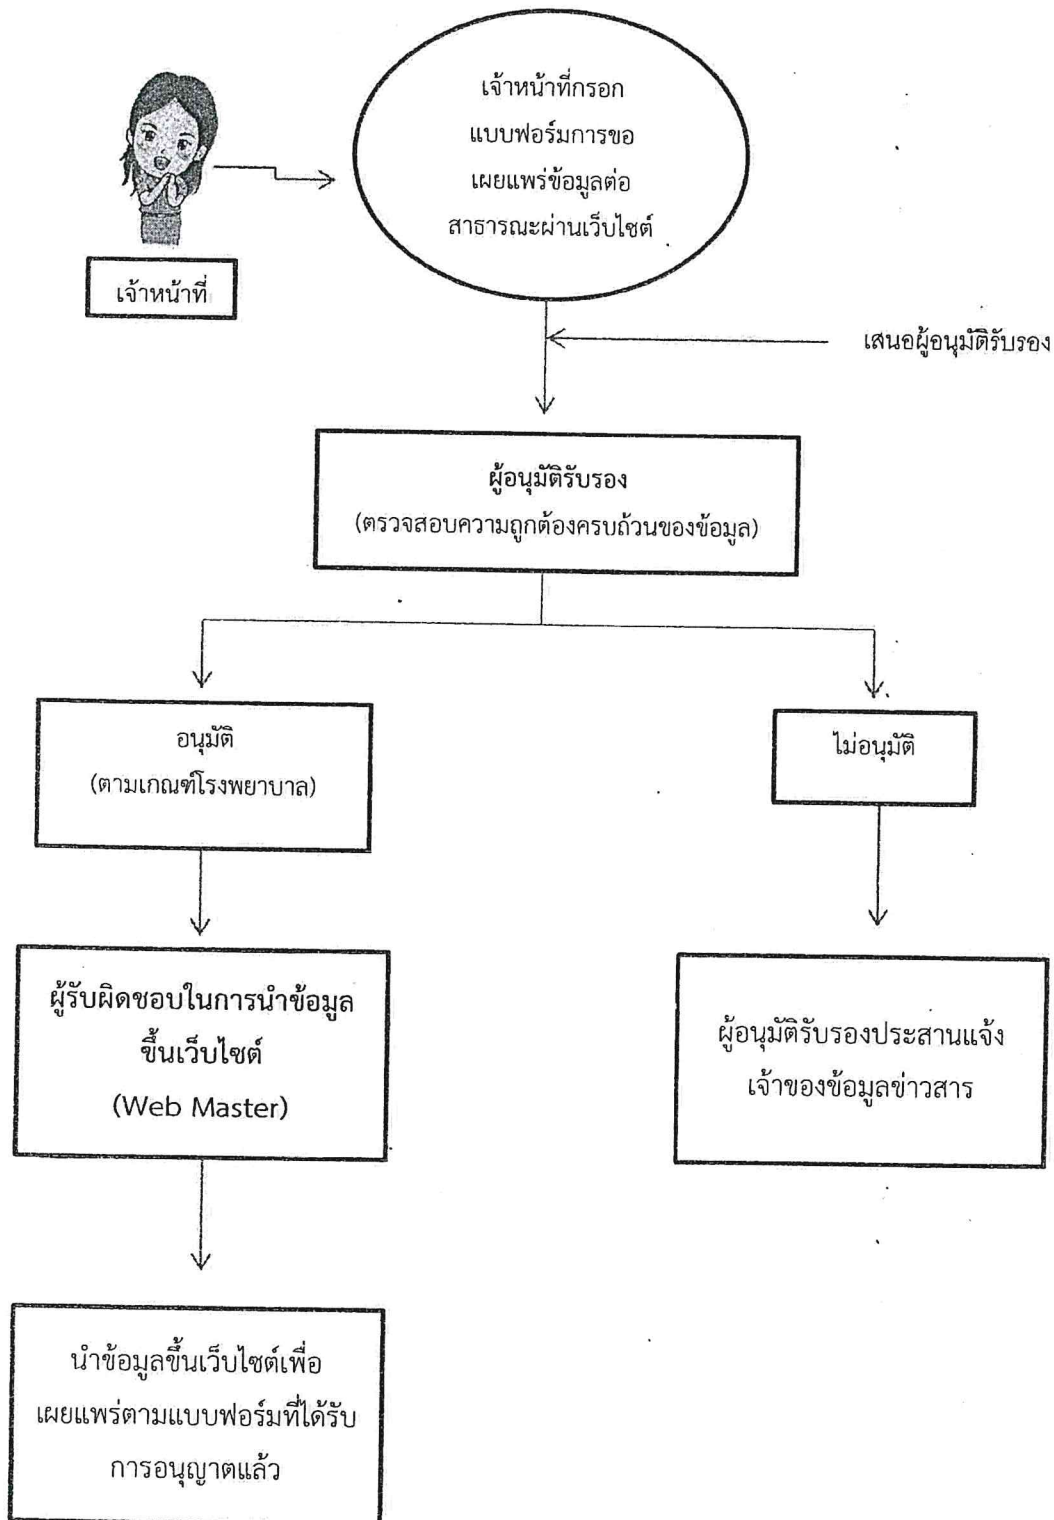 เจ้าหน้าที่กรอก
แบบฟอร์มการขอ
เผยแพร่ข้อมูลต่อ
สาธารณะผ่านเว็บไซต์
เจ้าหน้าที่
เสนอผู้อนุมัติรับรอง
ผู้อนุมัติรับรอง
(ตรวจสอบความถูกต้องครบถ้วนของข้อมูล)
อนุมัติ
(ตามเกณฑ์โรงพยาบาล)
ไม่อนุมัติ
ผู้รับผิดชอบในการนำข้อมูล
ขึ้นเว็บไซต์
(Web Master)
ผู้อนุมัติรับรองประสานแจ้ง
เจ้าของข้อมูลข่าวสาร
นำข้อมูลขึ้นเว็บไซต์เพื่อ
เผยแพร่ตามแบบฟอร์มที่ได้รับ
การอนุญาตแล้ว